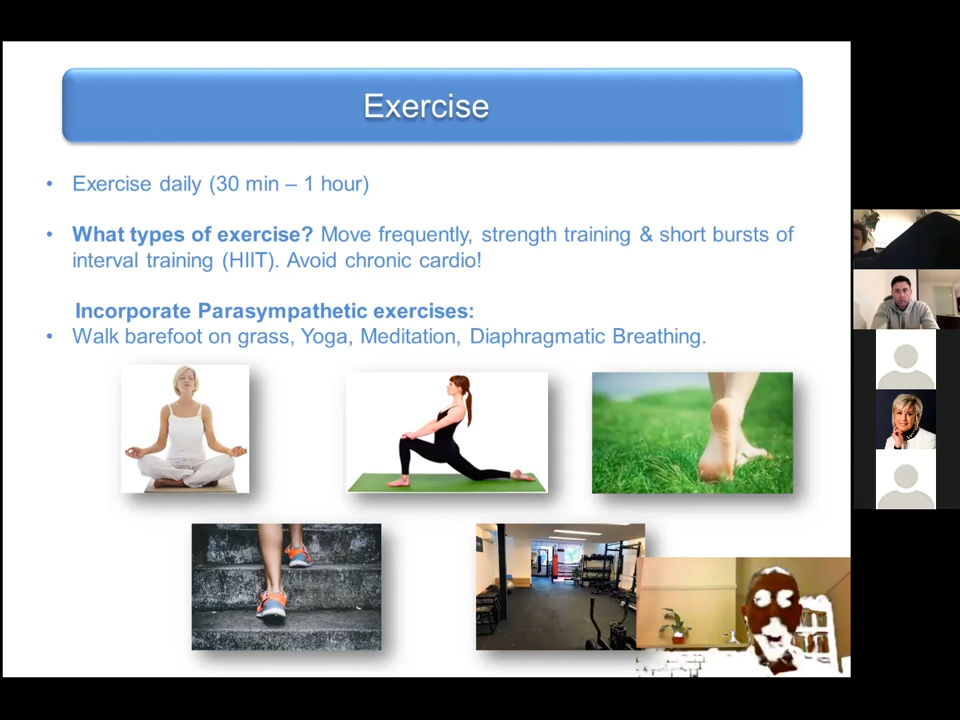 Exercise
• Exercise daily (30 min – 1 hour)
• What types of exercise? Move frequently, strength training & short bursts of
interval training (HIIT). Avoid chronic cardio!
Incorporate Parasympathetic exercises:
• Walk barefoot on grass, Yoga, Meditation, Diaphragmatic Breathing.